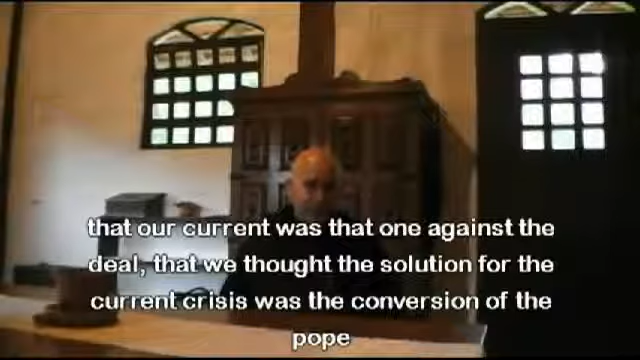 that our current was that one against the
deal, that we thought the solution for the
current crisis was the conversion of the
pope